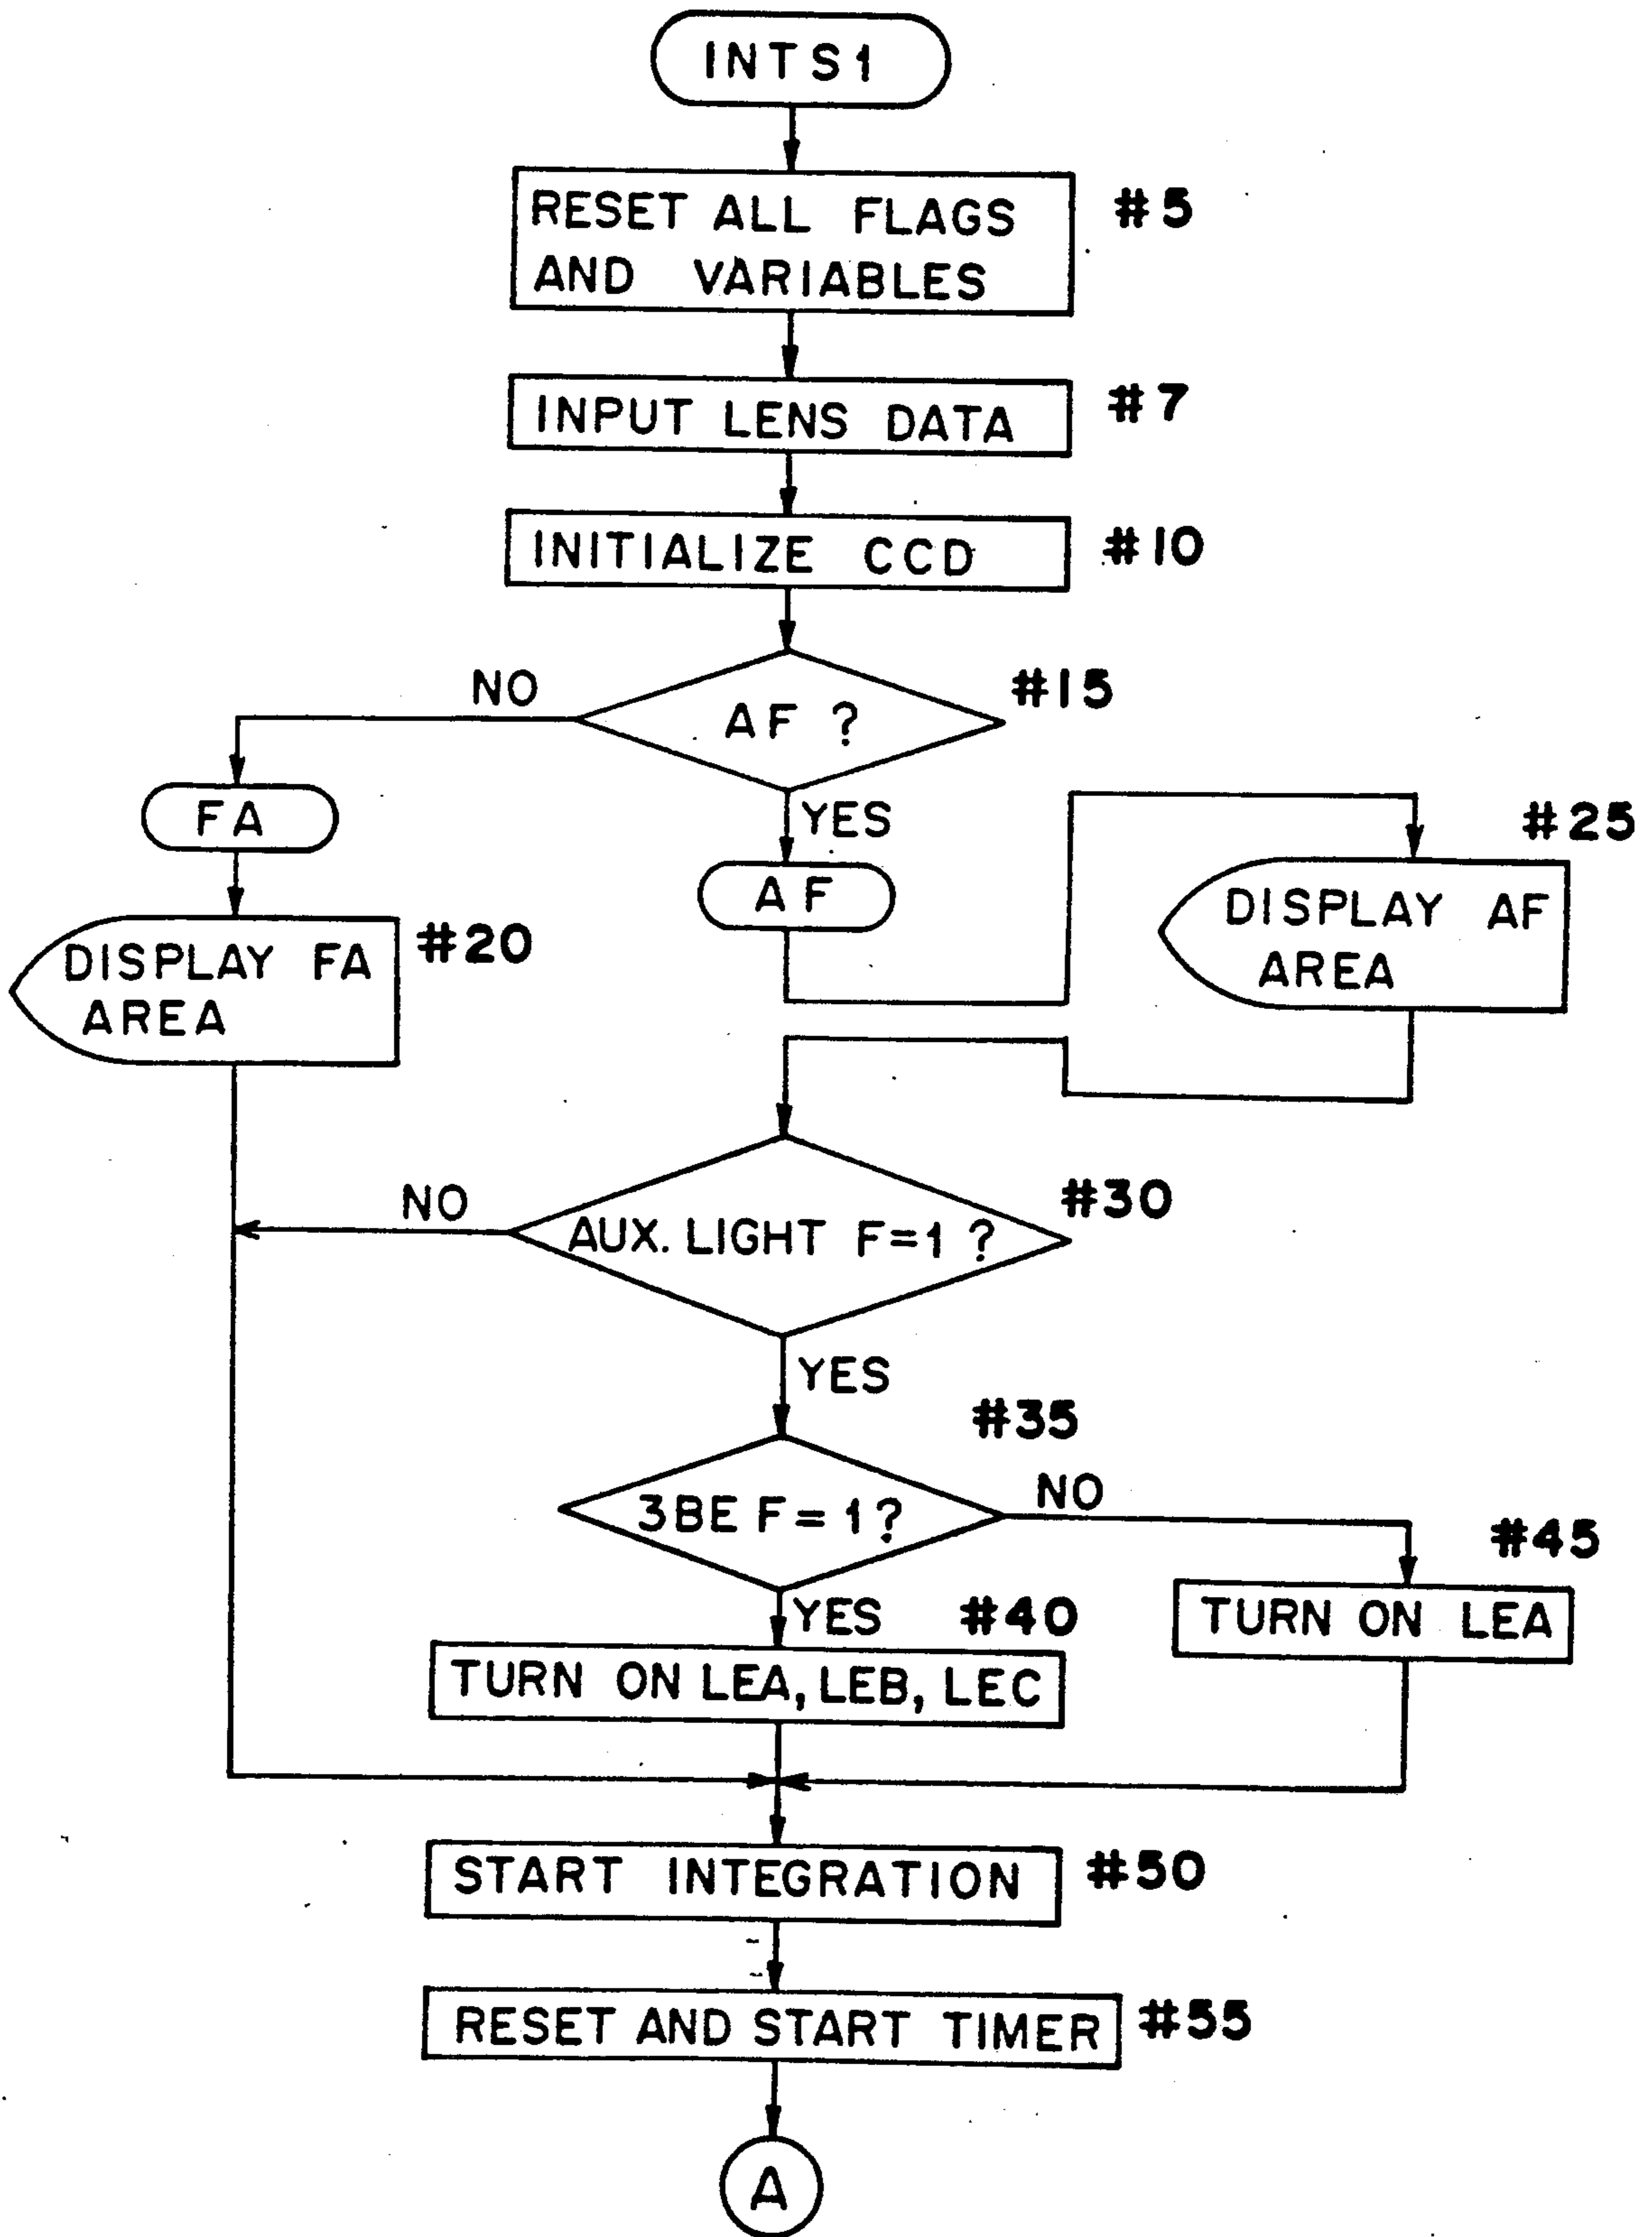 INTS1
RESET ALL FLAGS
AND VARIABLES
#5
INPUT LENS DATA
#7
INITIALIZE CCD
#10
AF ?
#15
NO
YES
FA
AF
DISPLAY FA
AREA
#20
DISPLAY AF
AREA
#25
AUX. LIGHT F=1 ?
#30
NO
YES
3BE F=1?
#35
NO
YES
TURN ON LEA, LEB, LEC
#40
TURN ON LEA
#45
START INTEGRATION
#50
RESET AND START TIMER
#55
A